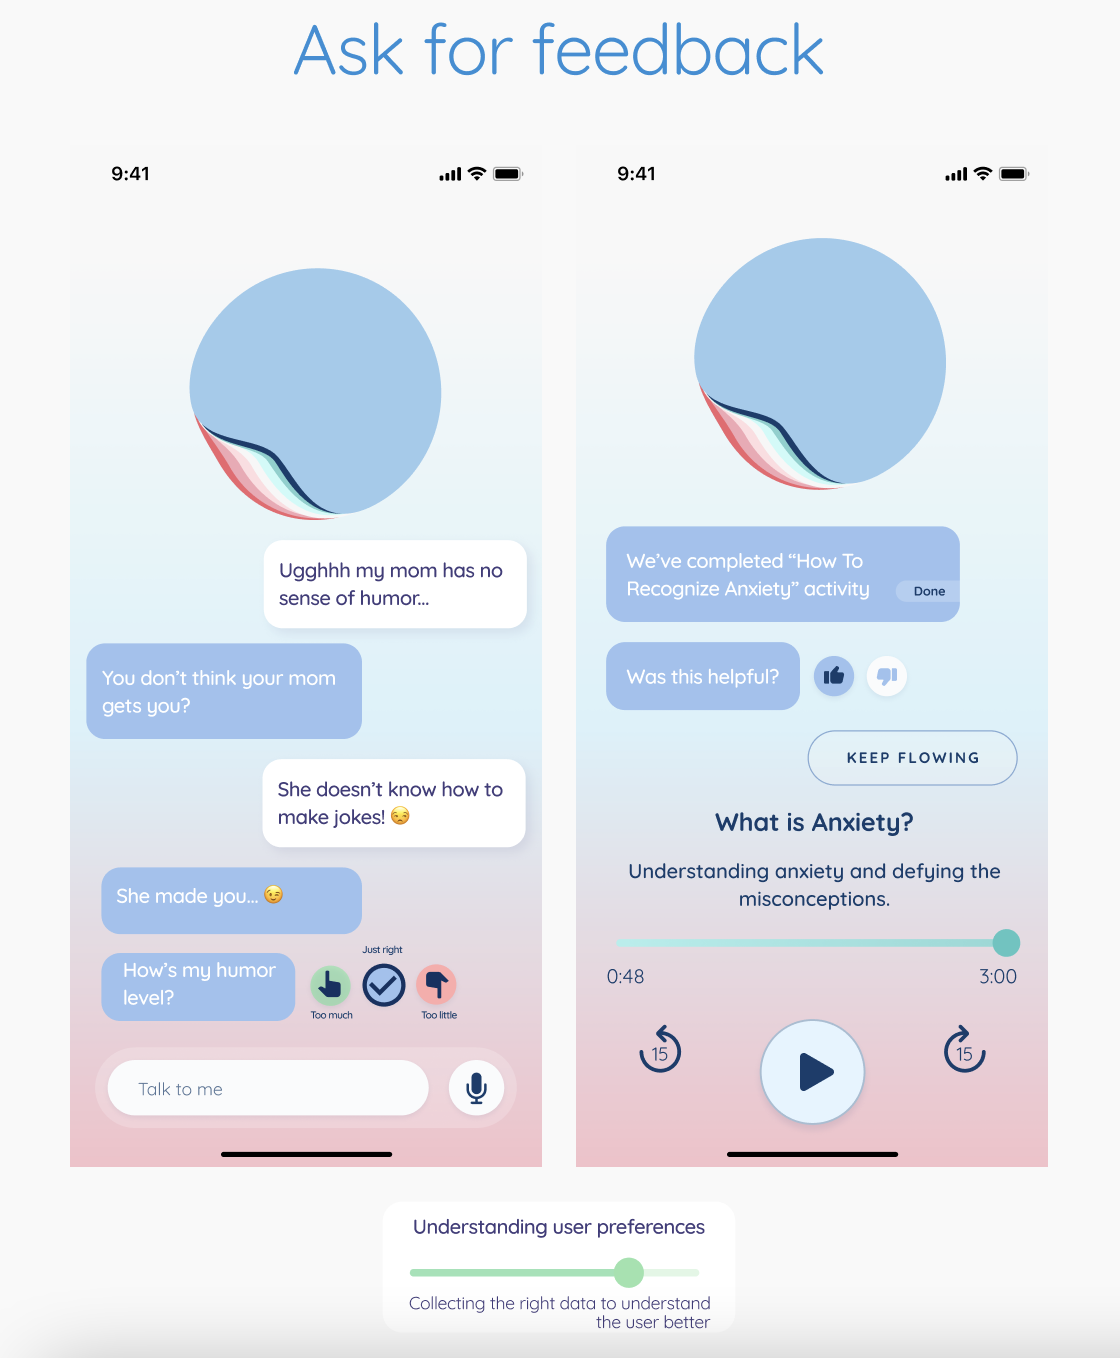 Ask for feedback
9:41
Ugghhh my mom has no
sense of humor...
You don't think your mom
gets you?
She doesn't know how to
make jokes! 😒
She made you... 😉
How's my humor
level?
Just right
Too much
Too little
Talk to me
9:41
We've completed “How To
Recognize Anxiety” activity
Done
Was this helpful?
KEEP FLOWING
What is Anxiety?
Understanding anxiety and defying the
misconceptions.
0:48
3:00
15
15
Understanding user preferences
Collecting the right data to understand
the user better